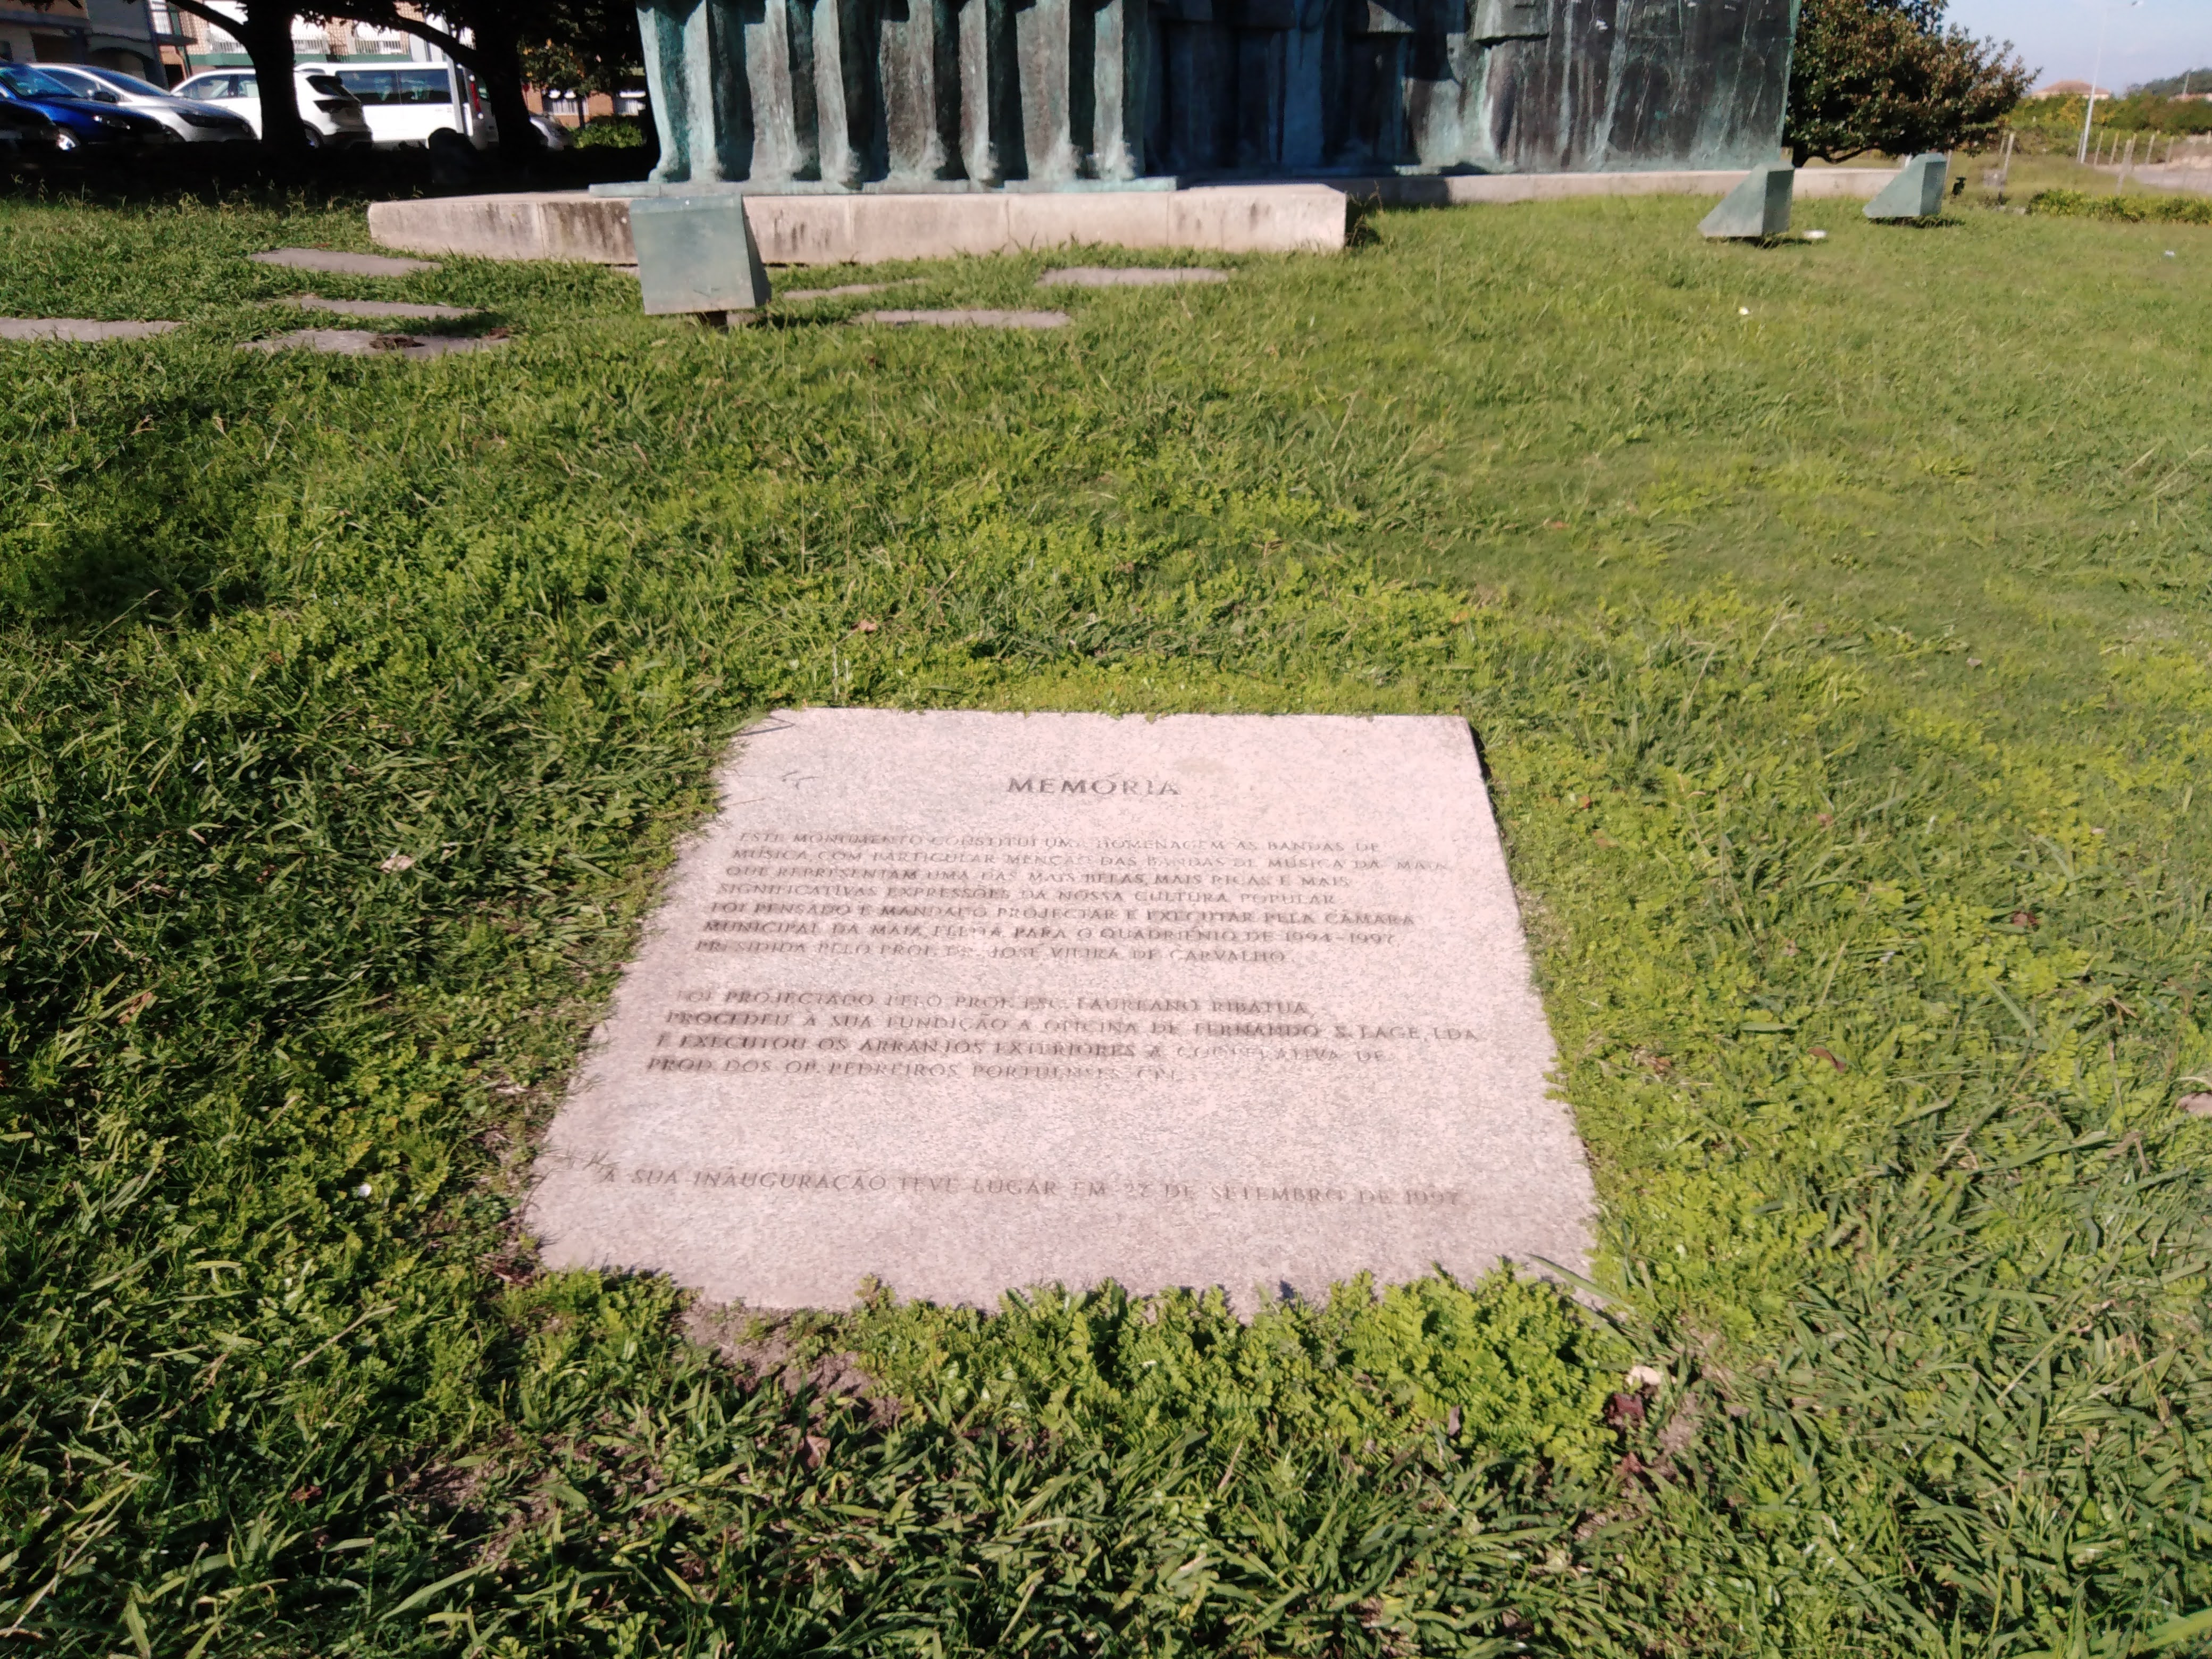 MEMÓRIA
ESTE MONUMENTO CONSTITUI UMA HOMENAGEM AS BANDAS DE
MÚSICA, COM PARTICULAR MENÇÃO DAS BANDAS DE MÚSICA DA MAIA
QUE REPRESENTAM UMA DAS MAIS BELAS, MAIS RICAS E MAIS
SIGNIFICATIVAS EXPRESSÕES DA NOSSA CULTURA POPULAR
FOI PENSADO E MANDADO PROJECTAR E EXECUTAR PELA CÂMARA
MUNICIPAL DA MAIA, ELEITA PARA O QUADRIÉNIO DE 1994-1997
PRESIDIDA PELO PROF. DR. JOSÉ VIEIRA DE CARVALHO.
FOI PROJECTADO PELO PROF. ESC. LAUREANO RIBATUA,
PROCEDEU À SUA FUNDIÇÃO A OFICINA DE FERNANDO S. LAGE, LDA
E EXECUTOU OS ARRANJOS EXTERIORES A COOPERATIVA DE
PROD. DOS OP. PEDREIROS PORTUENSES,
A SUA INAUGURAÇÃO TEVE LUGAR EM DE SETEMBRO DE 1997